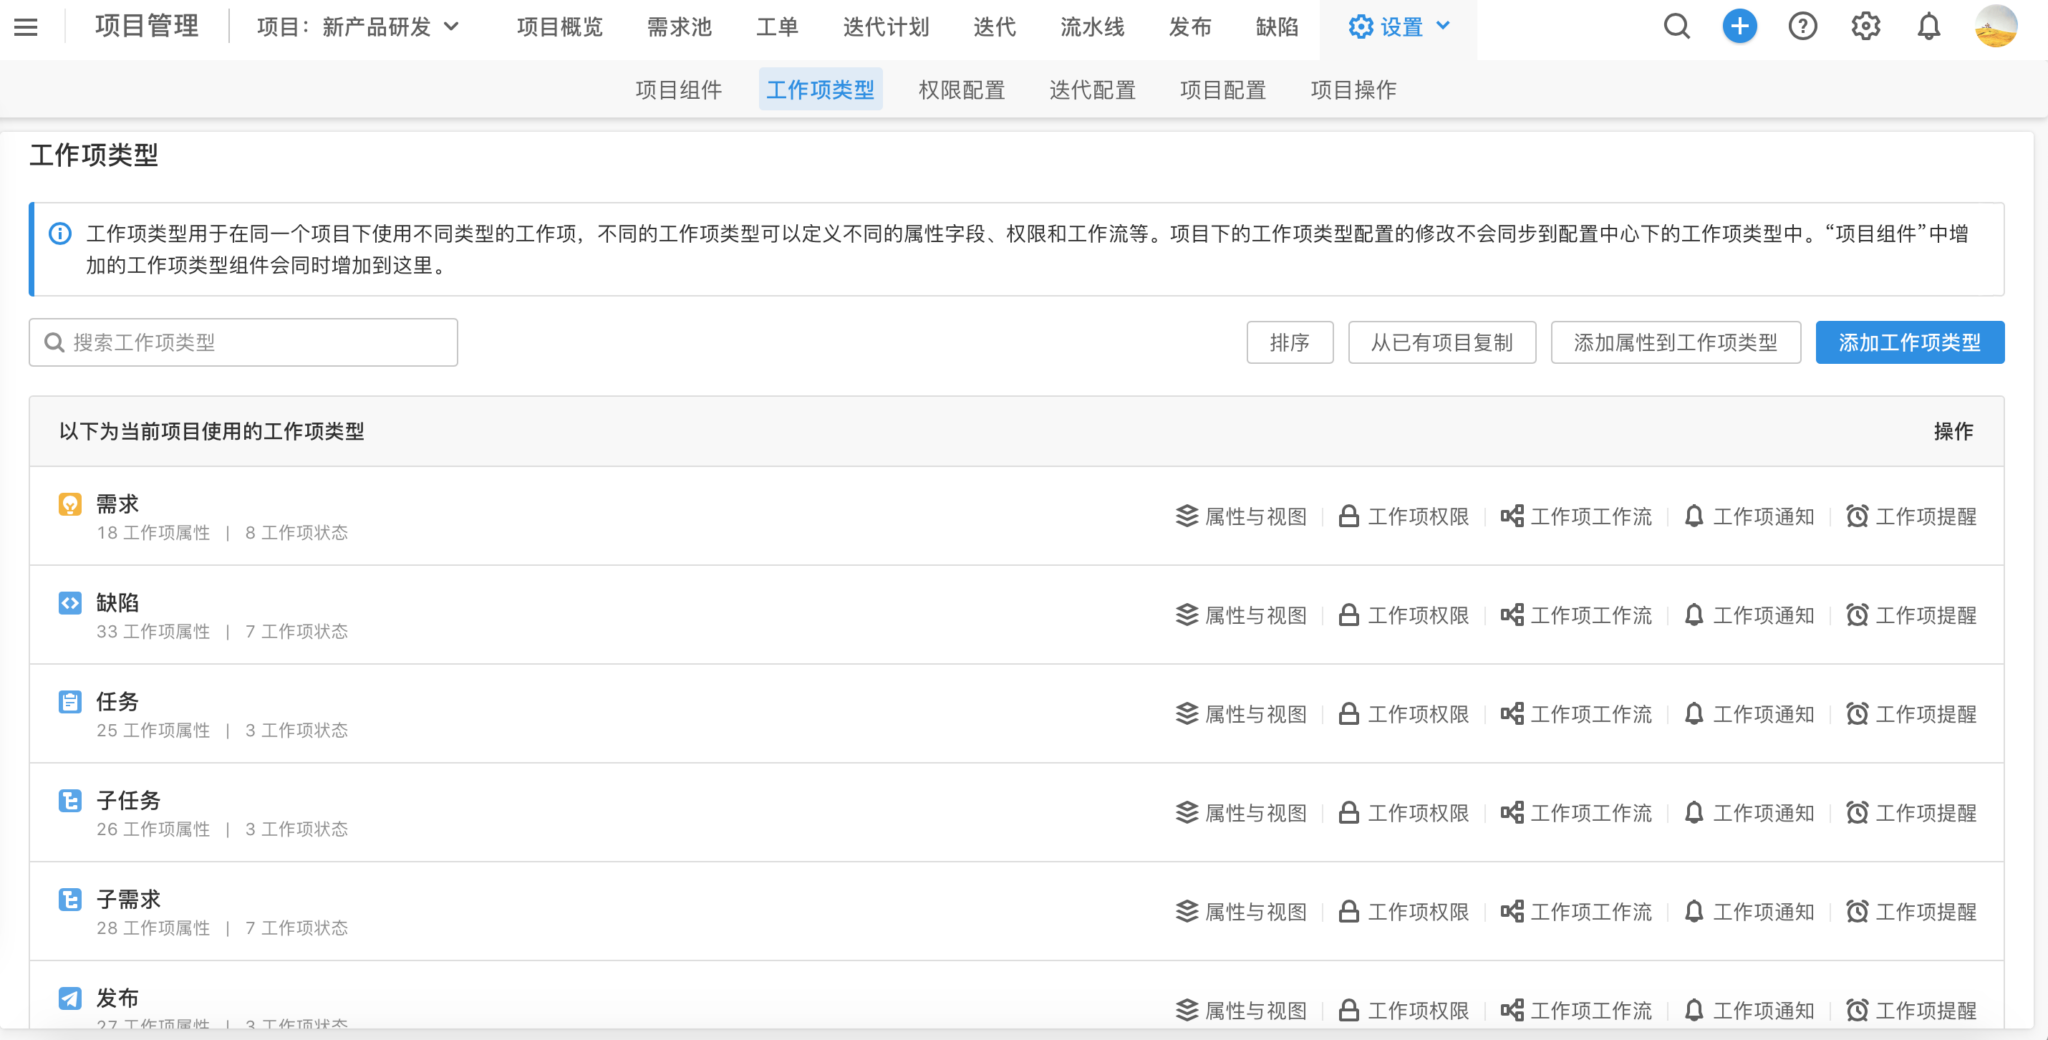 项目管理 项目：新产品研发 项目概览 需求池 工单 迭代计划 迭代 流水线 发布 缺陷 设置
项目组件 工作项类型 权限配置 迭代配置 项目配置 项目操作
工作项类型
工作项类型用于在同一个项目下使用不同类型的工作项，不同的工作项类型可以定义不同的属性字段、权限和工作流等。项目下的工作项类型配置的修改不会同步到配置中心下的工作项类型中。“项目组件”中增
加的工作项类型组件会同时增加到这里。
搜索工作项类型 排序 从已有项目复制 添加属性到工作项类型 添加工作项类型
以下为当前项目使用的工作项类型 操作
需求 属性与视图 工作项权限 工作项工作流 工作项通知 工作项提醒
18 工作项属性 | 8 工作项状态
缺陷 属性与视图 工作项权限 工作项工作流 工作项通知 工作项提醒
33 工作项属性 | 7 工作项状态
任务 属性与视图 工作项权限 工作项工作流 工作项通知 工作项提醒
25 工作项属性 | 3 工作项状态
子任务 属性与视图 工作项权限 工作项工作流 工作项通知 工作项提醒
26 工作项属性 | 3 工作项状态
子需求 属性与视图 工作项权限 工作项工作流 工作项通知 工作项提醒
28 工作项属性 | 7 工作项状态
发布 属性与视图 工作项权限 工作项工作流 工作项通知 工作项提醒
27 工作项属性 | 3 工作项状态